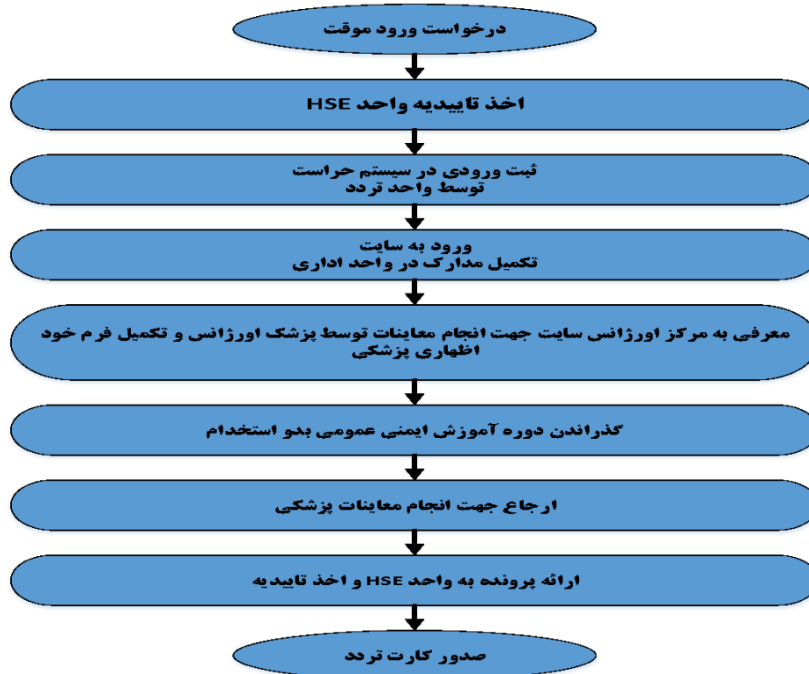 درخواست ورود موقت
اخذ تاییدیه واحد HSE
ثبت ورودی در سیستم حراست
توسط واحد تردد
ورود به سایت
تکمیل مدارک در واحد اداری
معرفی به مرکز اورژانس سایت جهت انجام معاینات توسط پزشک اورژانس و تکمیل فرم خود
اظهاری پزشکی
گذراندن دوره آموزش ایمنی عمومی بدو استخدام
ارجاع جهت انجام معاینات پزشکی
ارائه پرونده به واحد HSE و اخذ تاییدیه
صدور کارت تردد